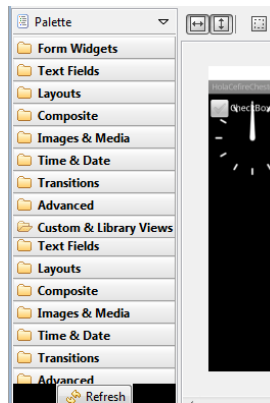 Palette
Form Widgets
Text Fields
Layouts
Composite
Images & Media
Time & Date
Transitions
Advanced
Custom & Library Views
Text Fields
Layouts
Composite
Images & Media
Time & Date
Transitions
Advanced
Refresh
HolaCefireChec
CheckBox